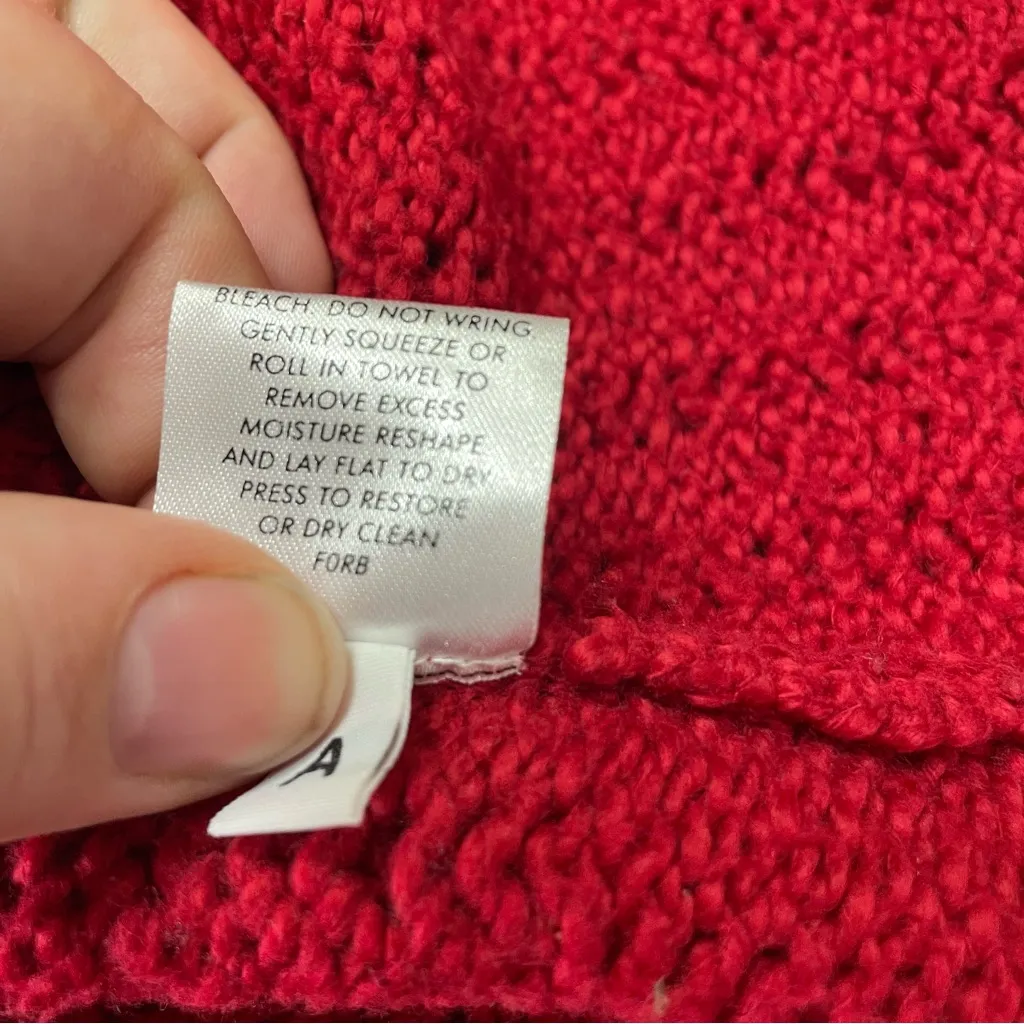 BLEACH. DO NOT WRING.
GENTLY SQUEEZE OR
ROLL IN TOWEL TO
REMOVE EXCESS
MOISTURE RESHAPE
AND LAY FLAT TO DRY
PRESS TO RESTORE
OR DRY CLEAN
F0RB
A